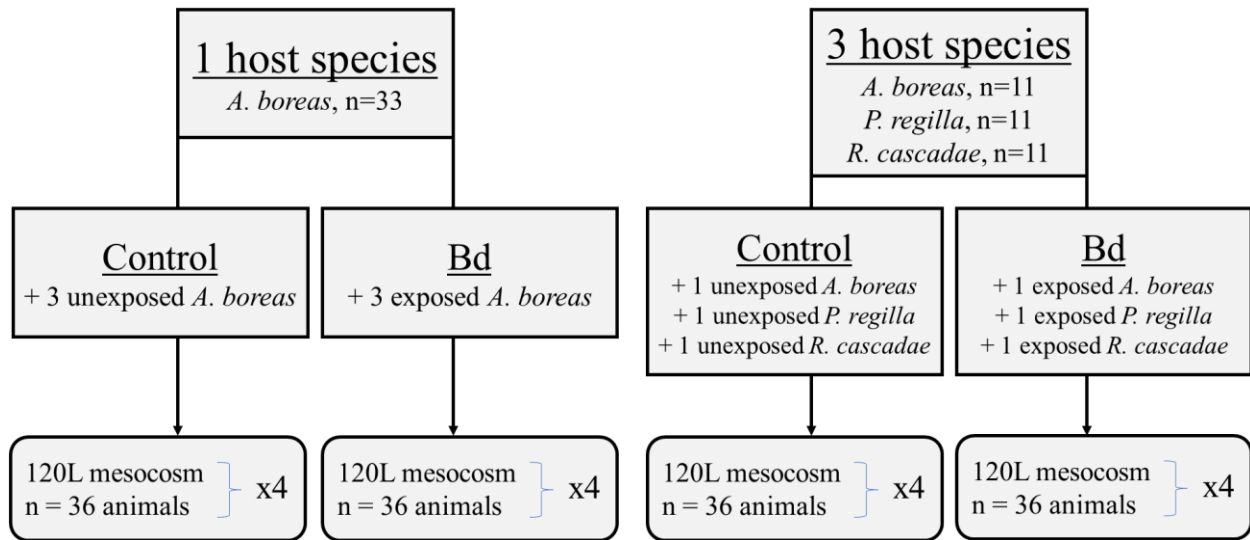 1 host species
A. boreas, n=33
Control
+ 3 unexposed A. boreas
Bd
+ 3 exposed A. boreas
120L mesocosm
n = 36 animals
x4
120L mesocosm
n = 36 animals
x4
3 host species
A. boreas, n=11
P. regilla, n=11
R. cascadae, n=11
Control
+ 1 unexposed A. boreas
+ 1 unexposed P. regilla
+ 1 unexposed R. cascadae
Bd
+ 1 exposed A. boreas
+ 1 exposed P. regilla
+ 1 exposed R. cascadae
120L mesocosm
n = 36 animals
x4
120L mesocosm
n = 36 animals
x4